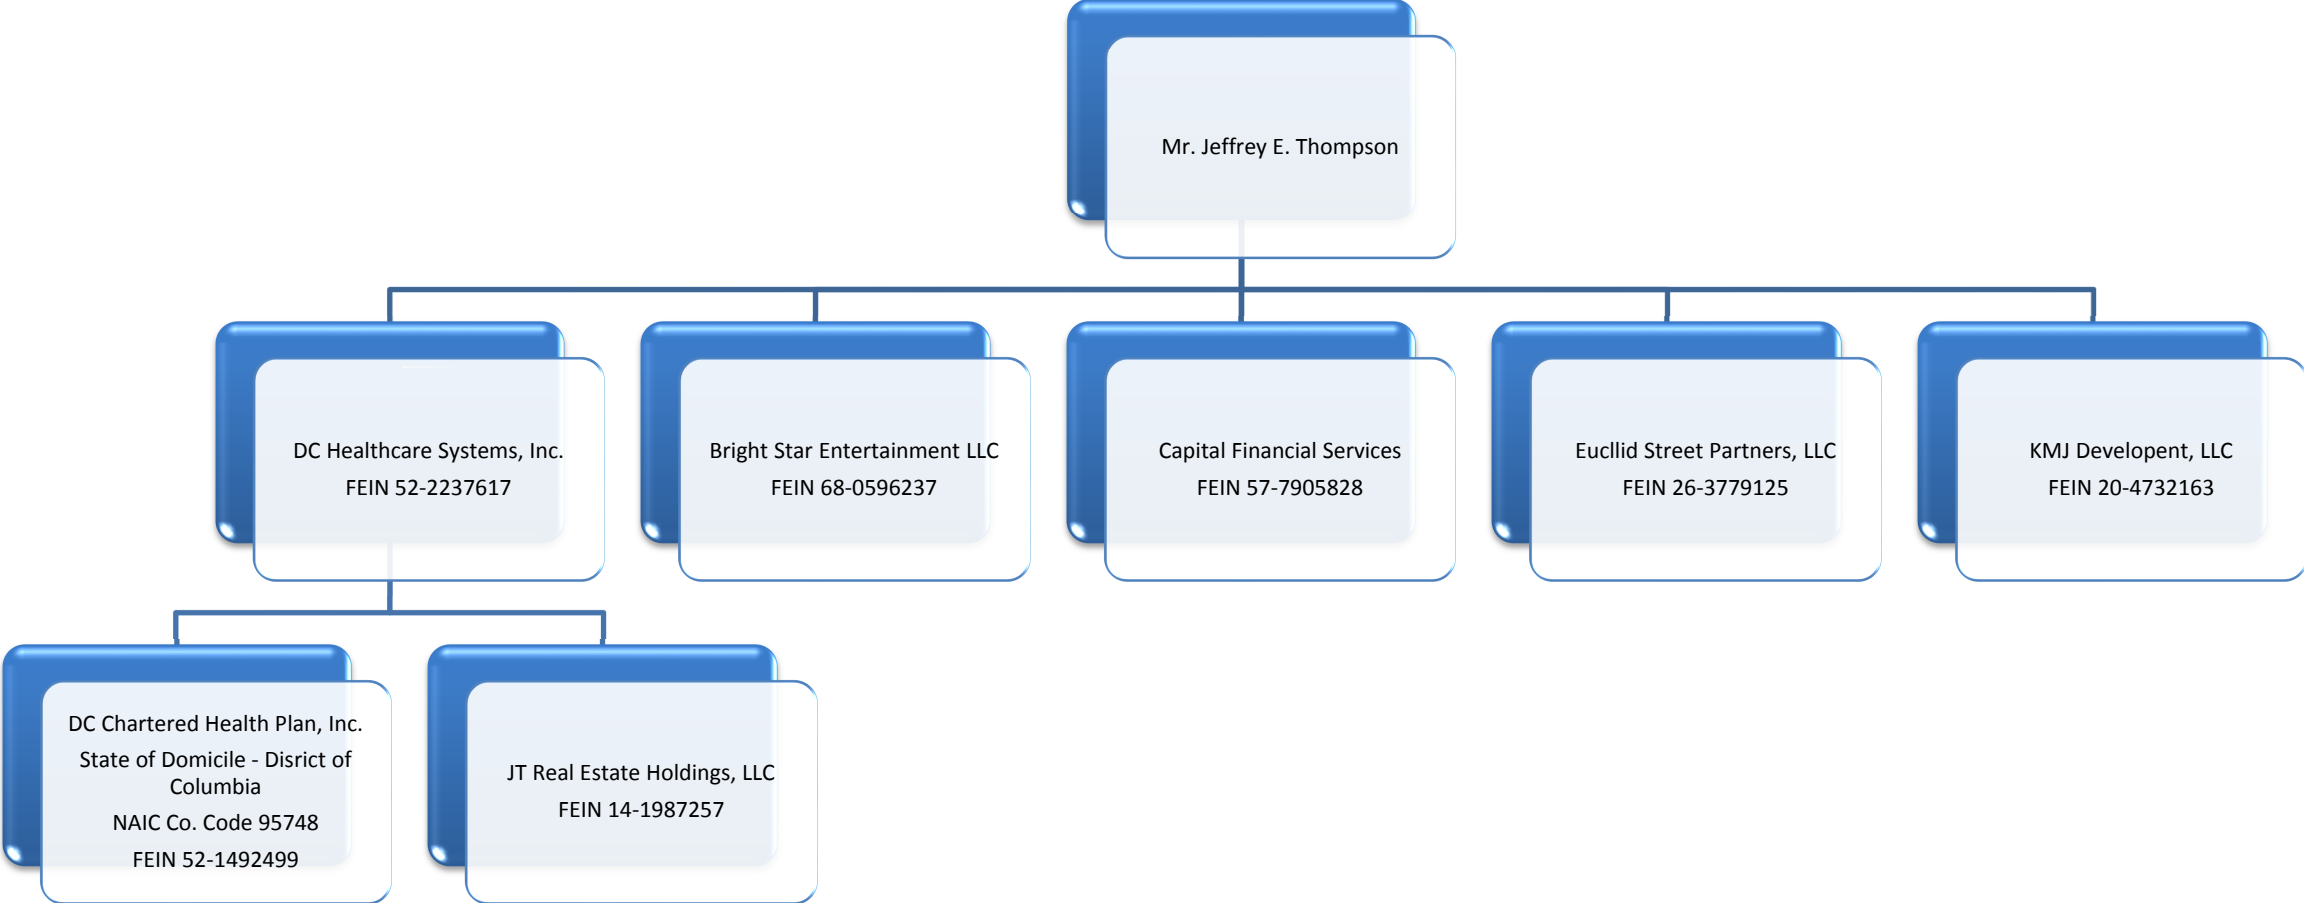 Mr. Jeffrey E. Thompson
DC Healthcare Systems, Inc.
FEIN 52-2237617
Bright Star Entertainment LLC
FEIN 68-0596237
Capital Financial Services
FEIN 57-7905828
Eucllid Street Partners, LLC
FEIN 26-3779125
KMJ Developent, LLC
FEIN 20-4732163
DC Chartered Health Plan, Inc.
State of Domicile - Disrict of
Columbia
NAIC Co. Code 95748
FEIN 52-1492499
JT Real Estate Holdings, LLC
FEIN 14-1987257